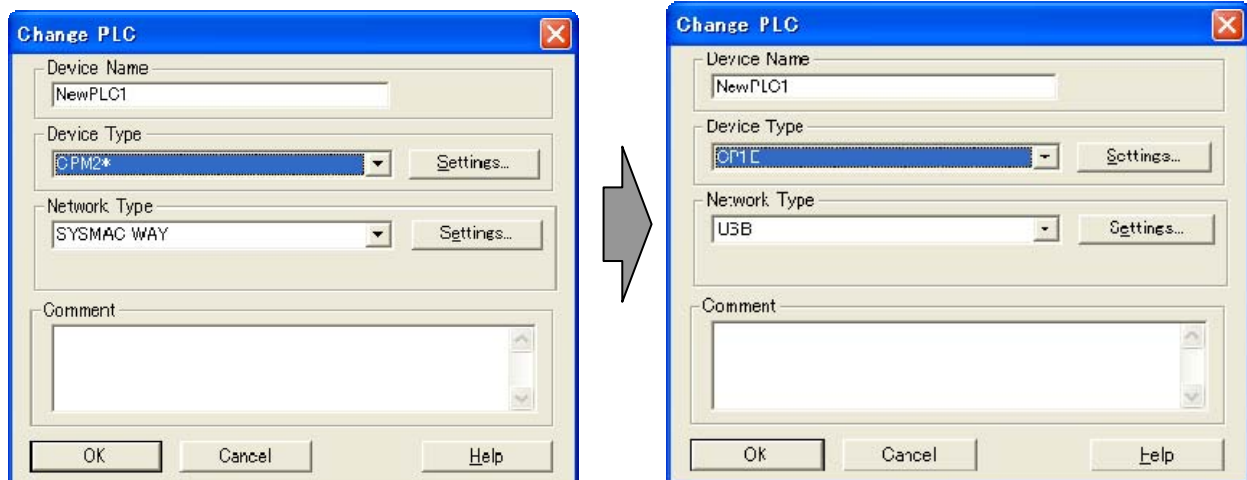 Change PLC
Device Name
NewPLC1
Device Type
CPM2*
Settings...
Network Type
SYSMAC WAY
Settings...
Comment
OK
Cancel
Help
Change PLC
Device Name
NewPLC1
Device Type
CP1E
Settings...
Network Type
USB
Settings...
Comment
OK
Cancel
Help